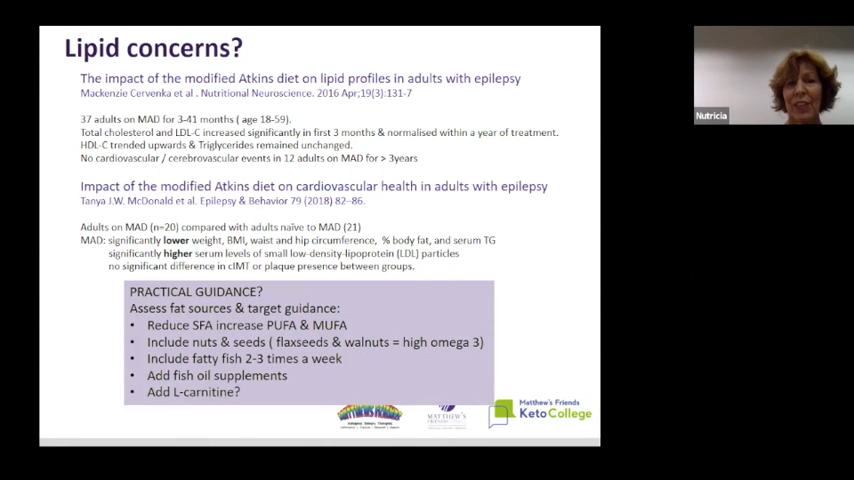 Lipid concerns?
The impact of the modified Atkins diet on lipid profiles in adults with epilepsy
Mackenzie Cervenka et al . Nutritional Neuroscience. 2016 Apr;19(3):131-7
37 adults on MAD for 3-41 months ( age 18-59).
Total cholesterol and LDL-C increased significantly in first 3 months & normalised within a year of treatment.
HDL-C trended upwards & Triglycerides remained unchanged.
No cardiovascular / cerebrovascular events in 12 adults on MAD for > 3years
Impact of the modified Atkins diet on cardiovascular health in adults with epilepsy
Tanya J.W. McDonald et al. Epilepsy & Behavior 79 (2018) 82–86.
Adults on MAD (n=20) compared with adults naïve to MAD (21)
MAD: significantly lower weight, BMI, waist and hip circumference, % body fat, and serum TG
significantly higher serum levels of small low-density-lipoprotein (LDL) particles
no significant difference in cIMT or plaque presence between groups.
PRACTICAL GUIDANCE?
Assess fat sources & target guidance:
• Reduce SFA increase PUFA & MUFA
• Include nuts & seeds ( flaxseeds & walnuts = high omega 3)
• Include fatty fish 2-3 times a week
• Add fish oil supplements
• Add L-carnitine?
Matthew's Friends
KetoCollege
Nutricia